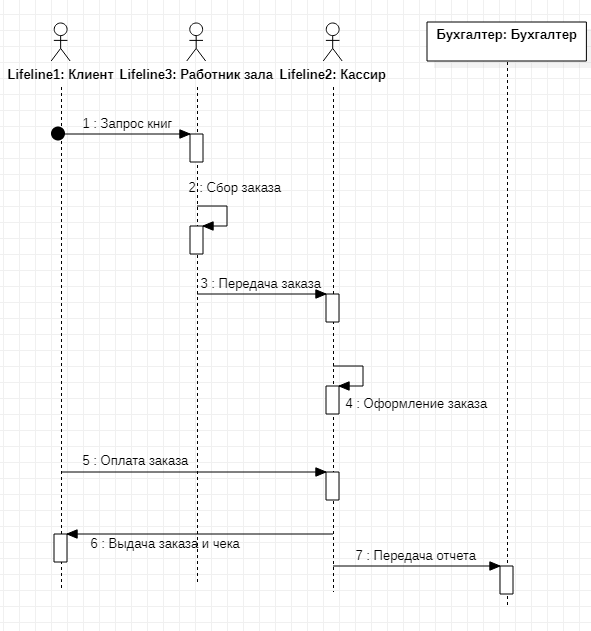 Бухгалтер: Бухгалтер
Lifeline1: Клиент Lifeline3: Работник зала Lifeline2: Кассир
1 : Запрос книг
2 : Сбор заказа
3 : Передача заказа
4 : Оформление заказа
5 : Оплата заказа
6 : Выдача заказа и чека
7 : Передача отчета